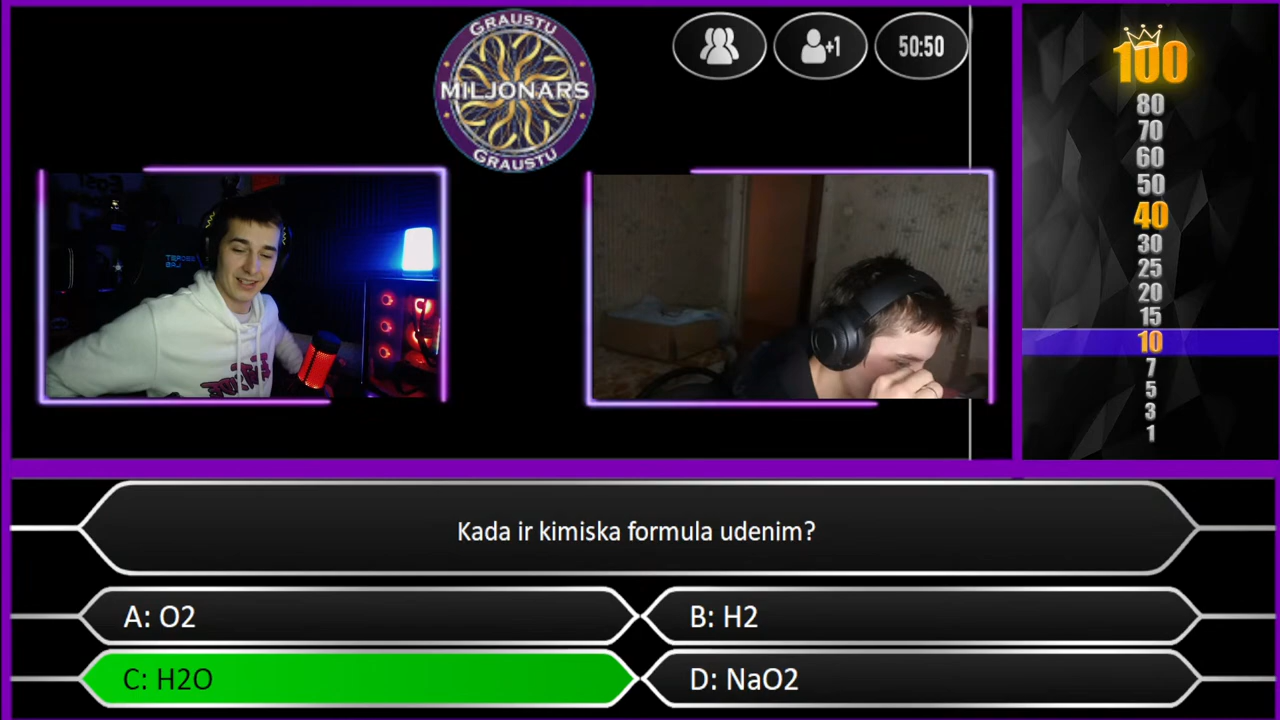 GRAUSTU
MILJONARS
GRAUSTU
+1
50:50
100
80
70
60
50
40
30
25
20
15
10
7
5
3
1
Kada ir kimiska formula udenim?
A: O2
B: H2
C: H2O
D: NaO2